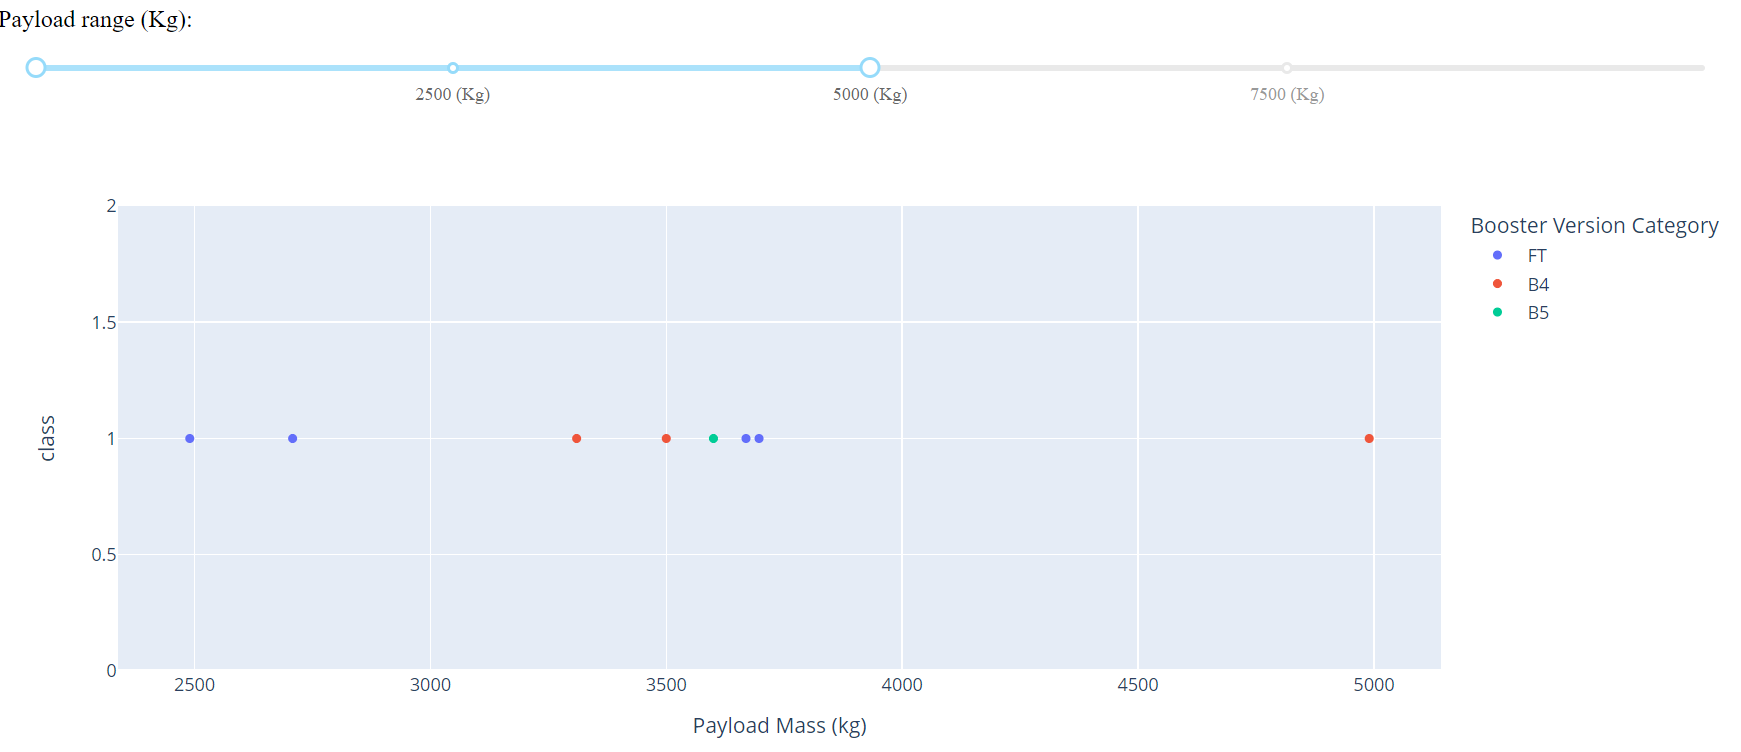 Payload range (Kg):
2500 (Kg)
5000 (Kg)
7500 (Kg)
2
1.5
1
0.5
0
class
2500
3000
3500
4000
4500
5000
Payload Mass (kg)
Booster Version Category
FT
B4
B5